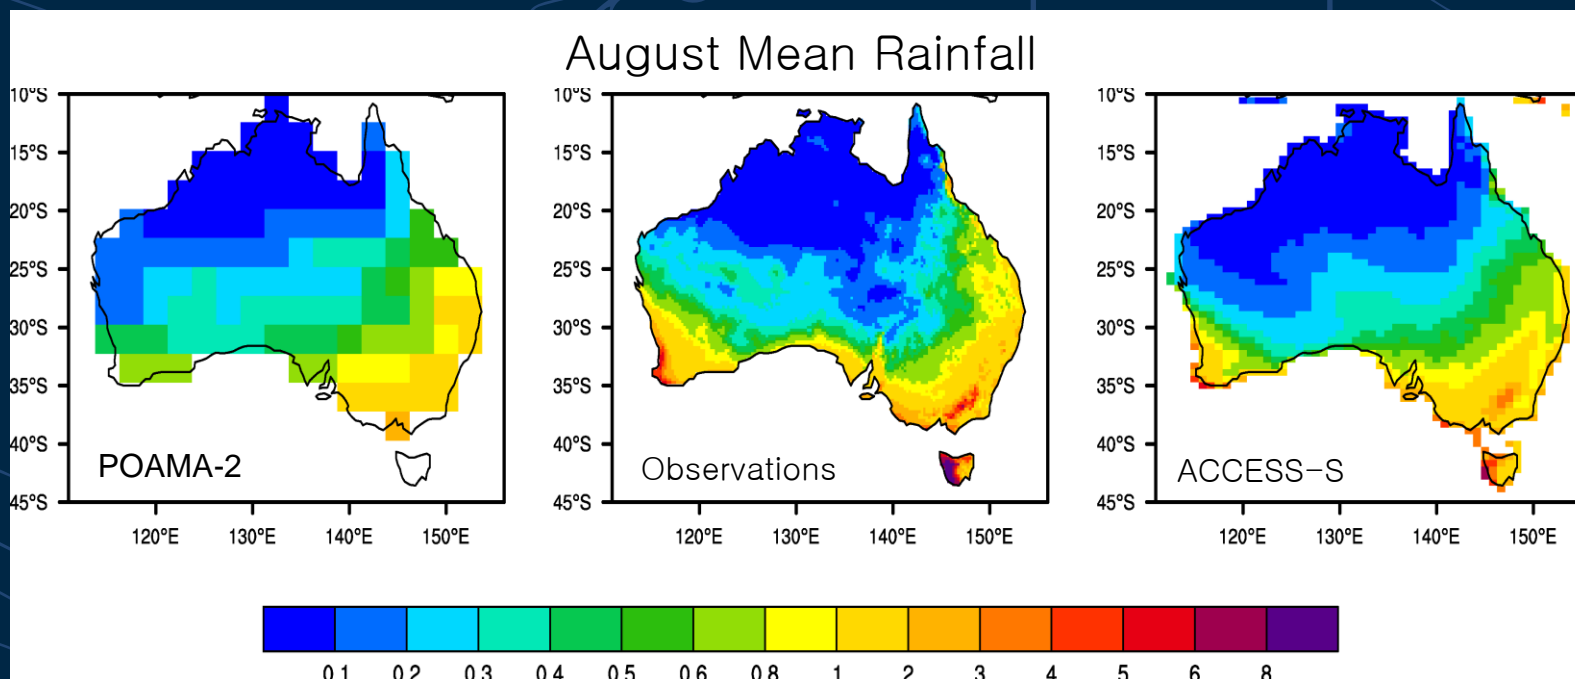 August Mean Rainfall
10°S
15°S
20°S
25°S
30°S
35°S
40°S
45°S
120°E 130°E 140°E 150°E
POAMA-2
10°S
15°S
20°S
25°S
30°S
35°S
40°S
45°S
120°E 130°E 140°E 150°E
Observations
10°S
15°S
20°S
25°S
30°S
35°S
40°S
45°S
120°E 130°E 140°E 150°E
ACCESS-S
0.1 0.2 0.3 0.4 0.5 0.6 0.8 1 2 3 4 5 6 8